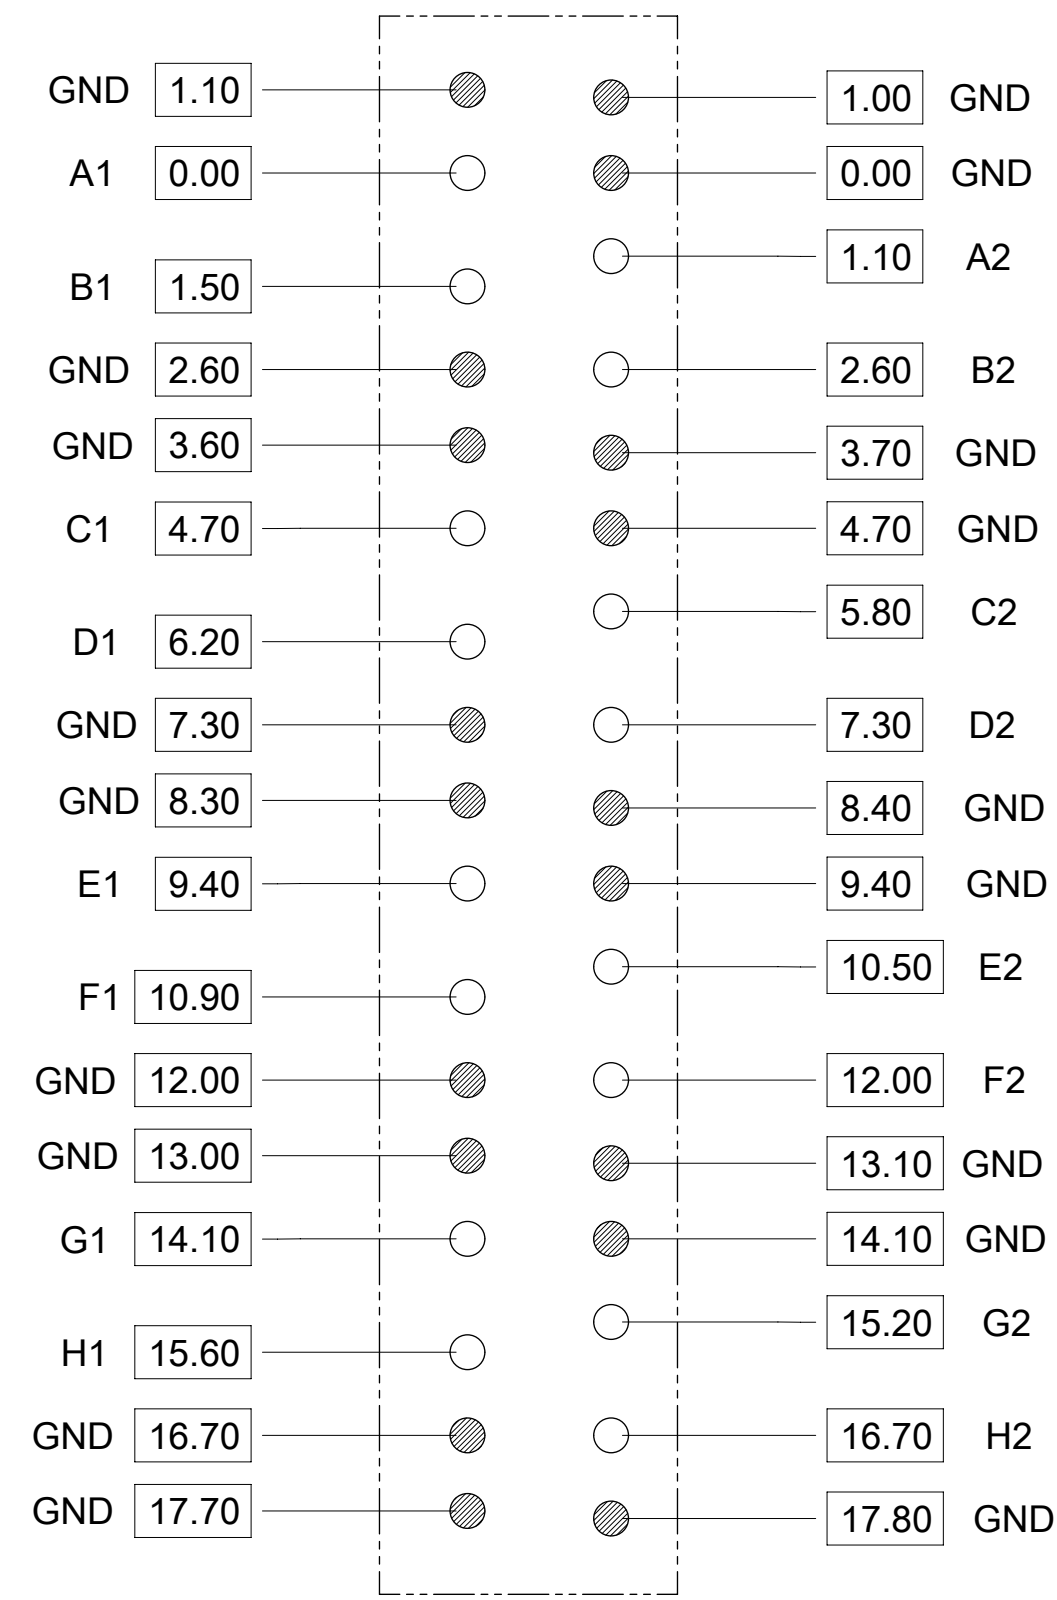 GND 1.10 1.00 GND
A1 0.00 0.00 GND
1.10 A2
B1 1.50
GND 2.60 2.60 B2
GND 3.60 3.70 GND
C1 4.70 4.70 GND
5.80 C2
D1 6.20
GND 7.30 7.30 D2
GND 8.30 8.40 GND
E1 9.40 9.40 GND
10.50 E2
F1 10.90
GND 12.00 12.00 F2
GND 13.00 13.10 GND
G1 14.10 14.10 GND
15.20 G2
H1 15.60
GND 16.70 16.70 H2
GND 17.70 17.80 GND